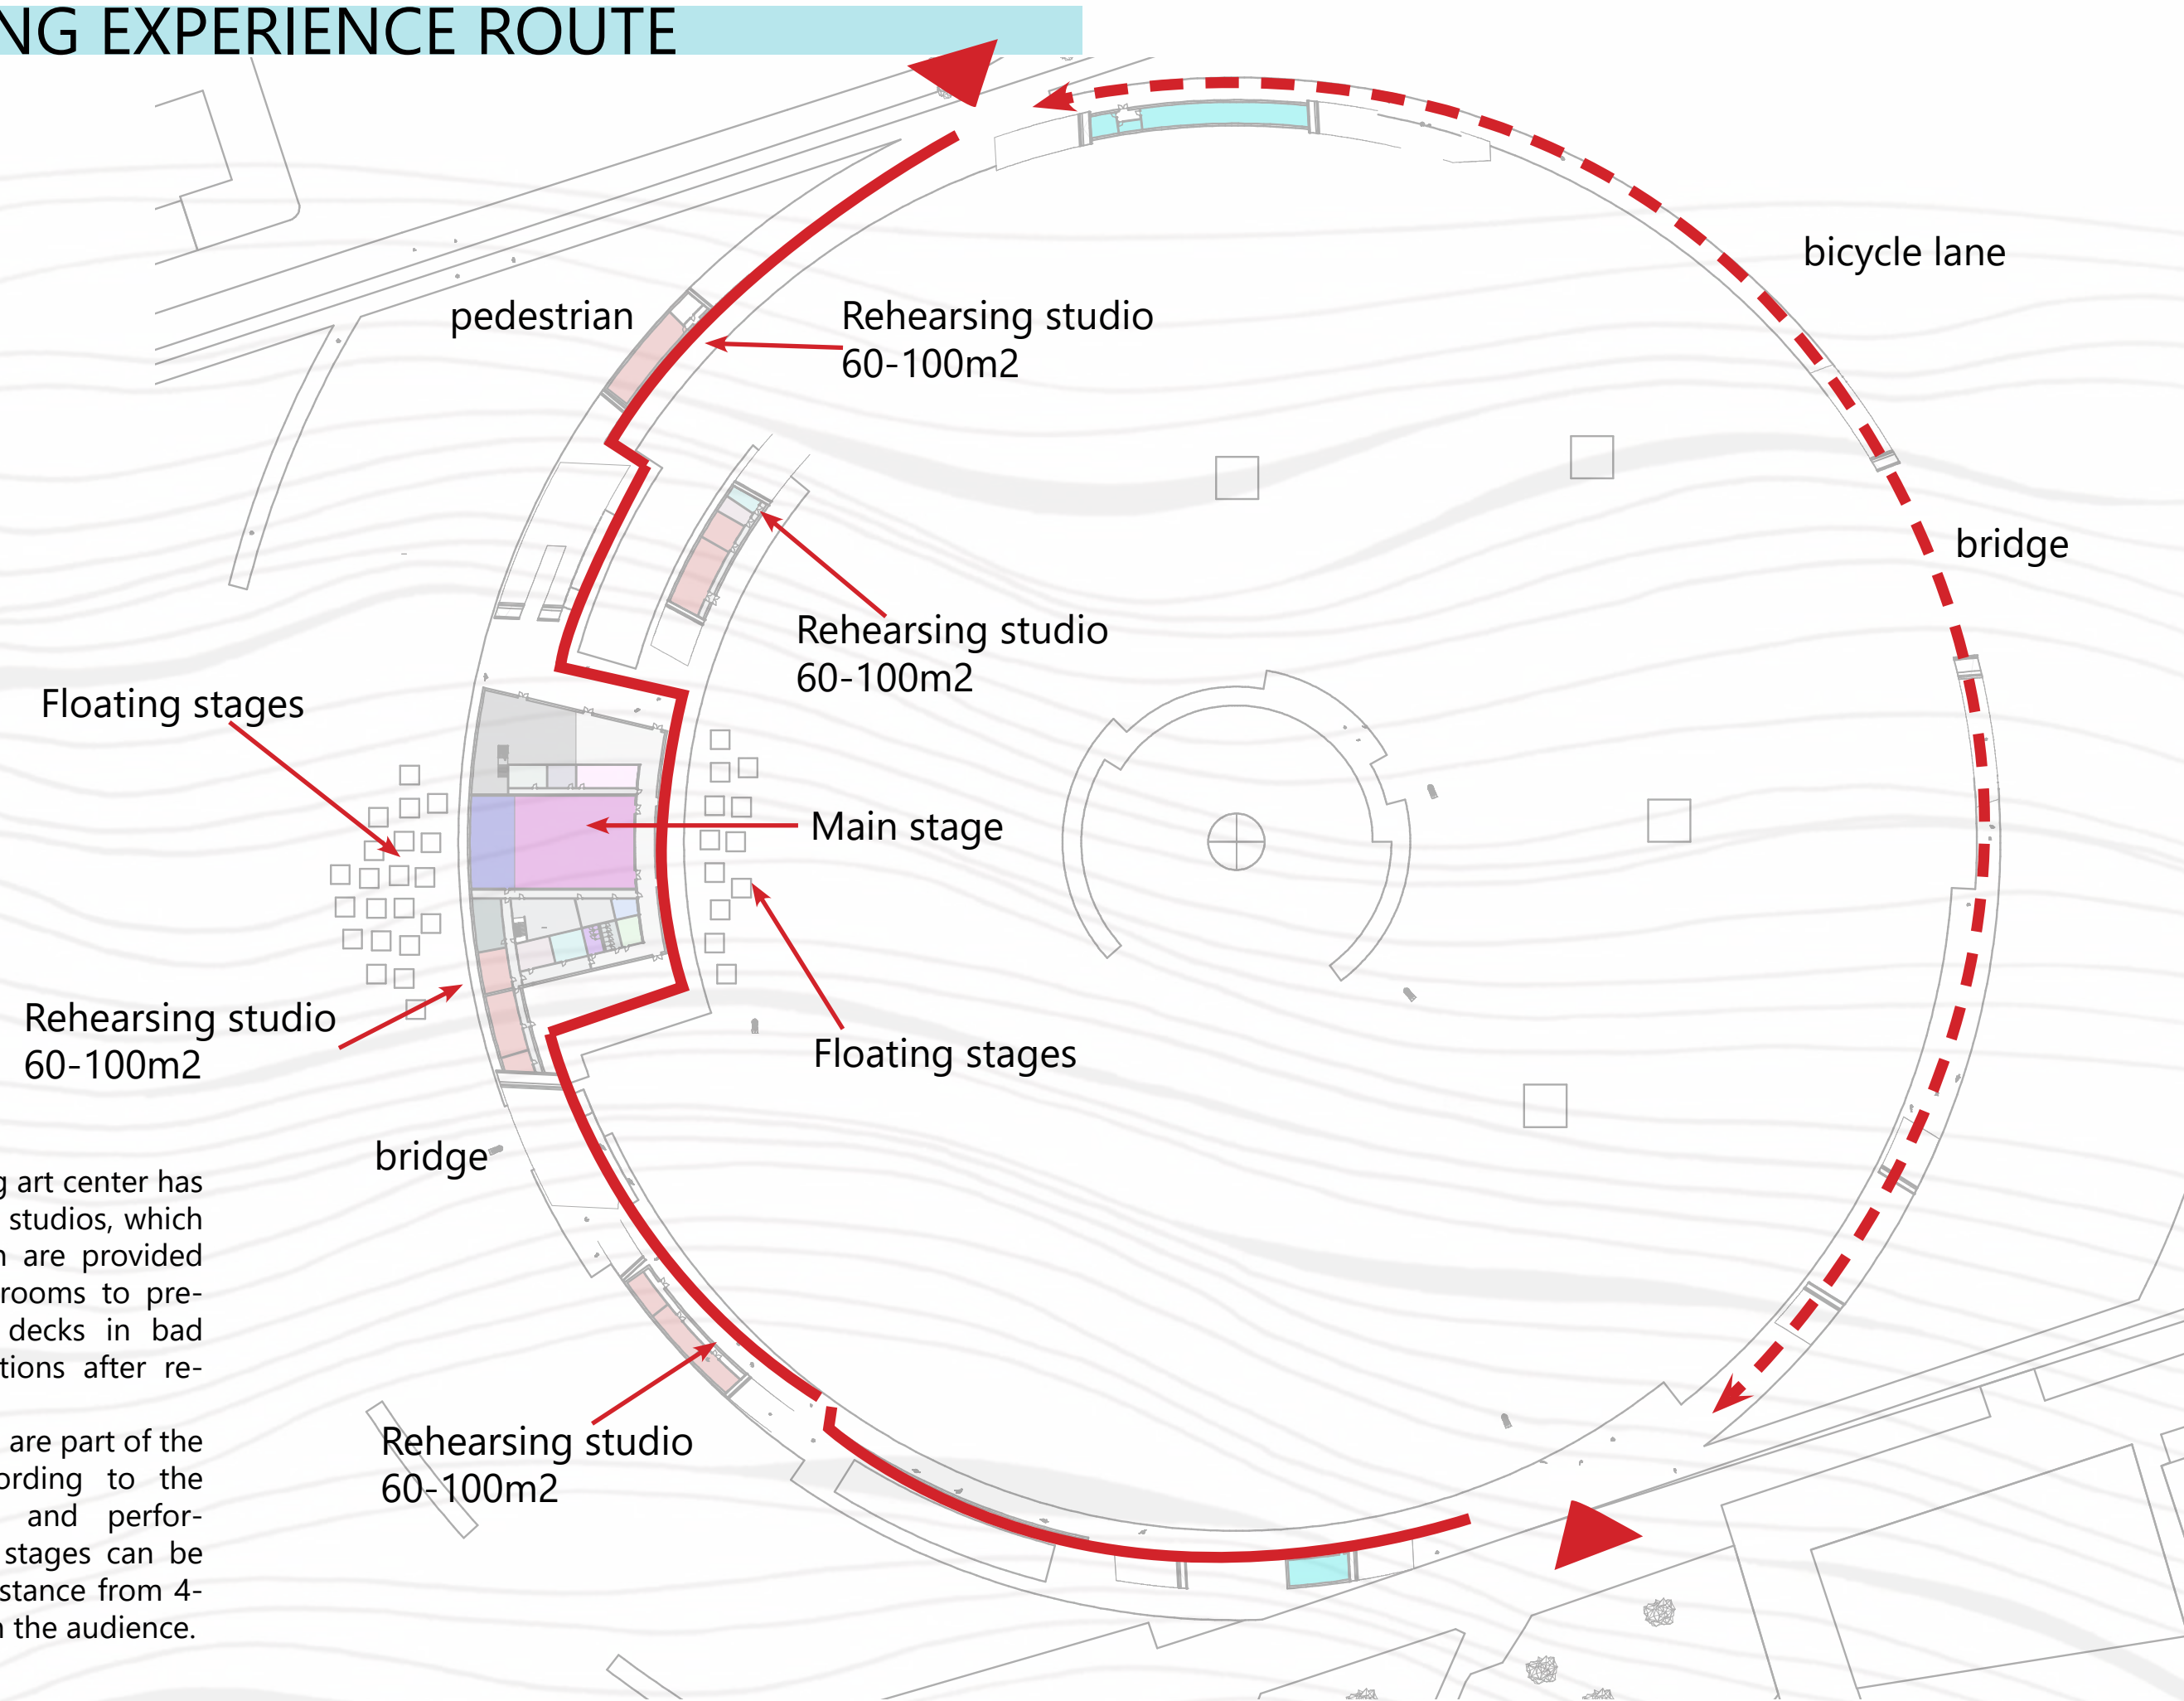 NG EXPERIENCE ROUTE
bicycle lane
pedestrian
Rehearsing studio
60-100m2
bridge
Rehearsing studio
60-100m2
Floating stages
Main stage
Rehearsing studio
60-100m2
Floating stages
bridge
Rehearsing studio
60-100m2
g art center has
studios, which
are provided
rooms to pre-
decks in bad
tions after re-
are part of the
ording to the
and perfor-
stages can be
stance from 4-
the audience.